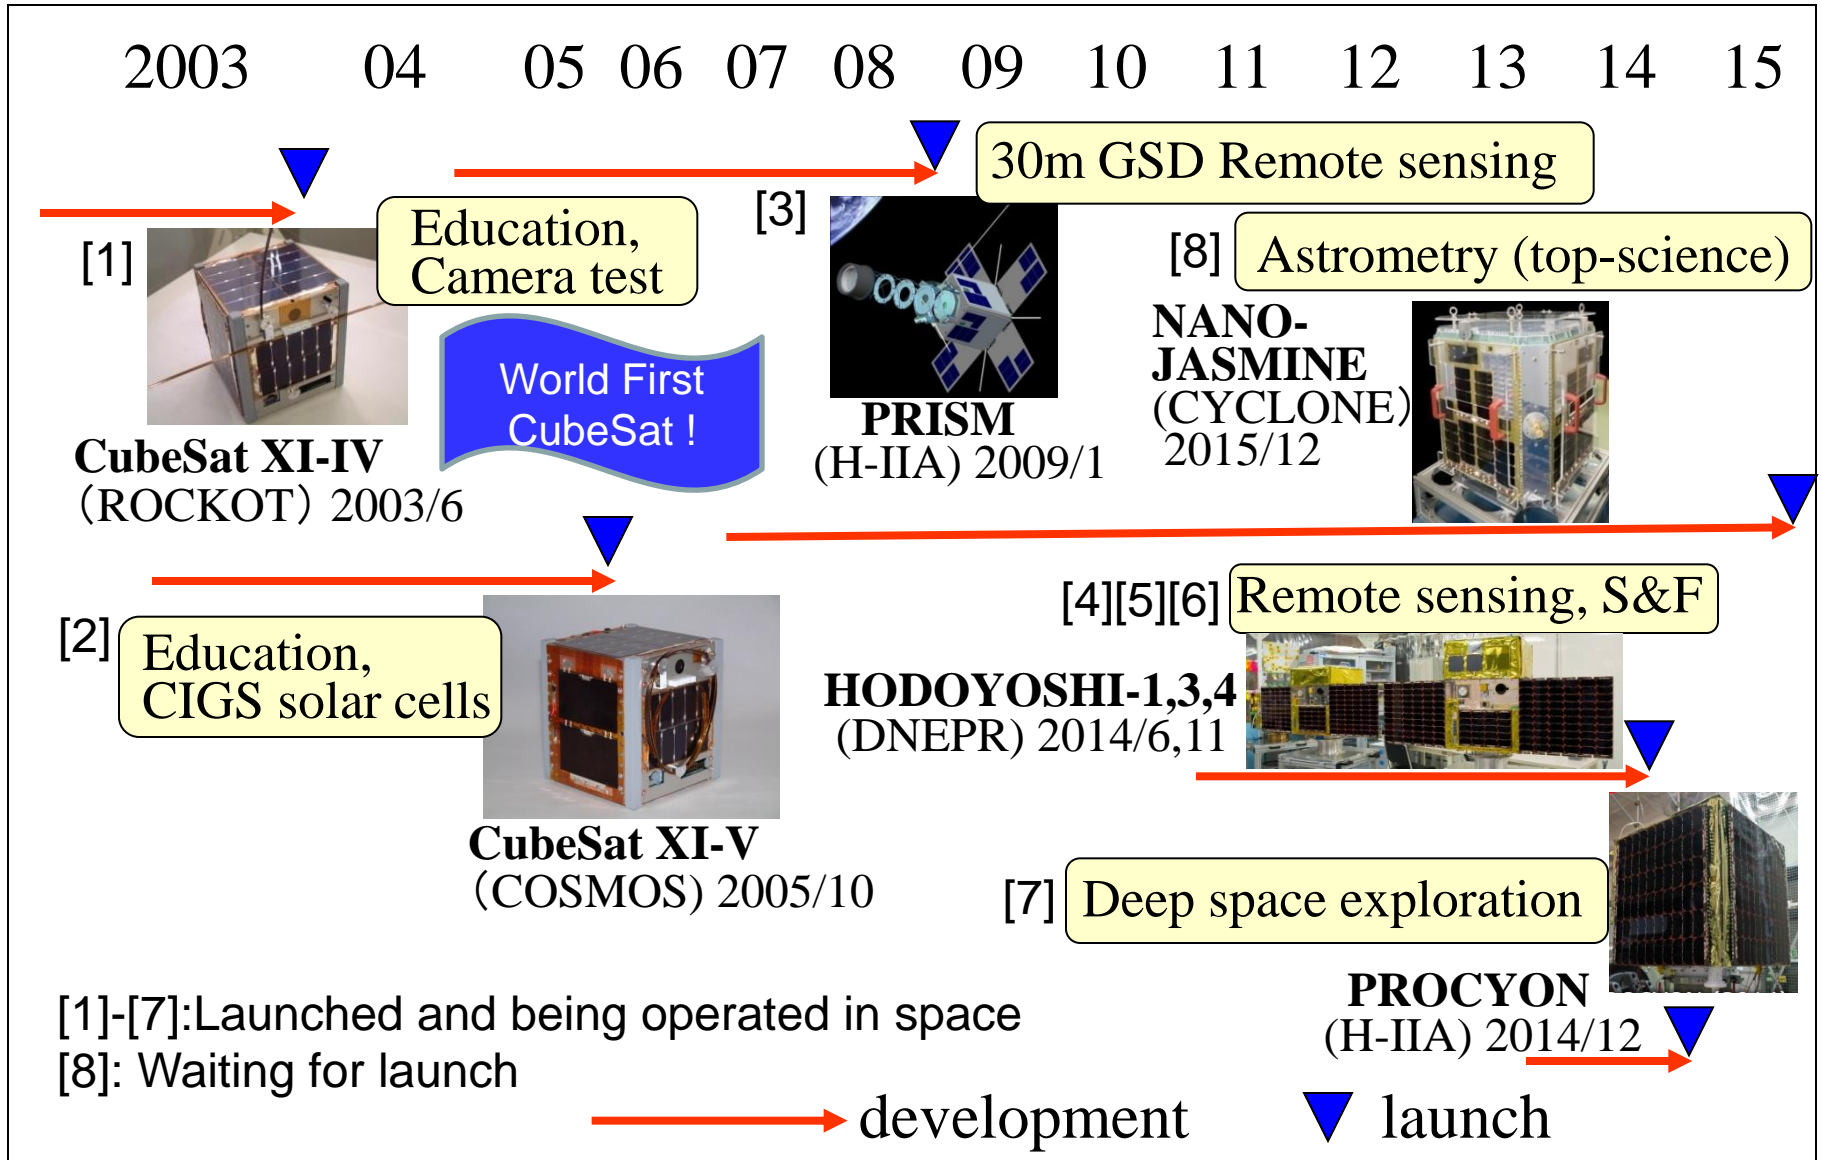 2003 04 05 06 07 08 09 10 11 12 13 14 15
30m GSD Remote sensing
[1]
Education,
Camera test
[3]
[8]
Astrometry (top-science)
World First
CubeSat !
NANO-
JASMINE
(CYCLONE)
2015/12
CubeSat XI-IV
(ROCKOT) 2003/6
PRISM
(H-IIA) 2009/1
[2]
Education,
CIGS solar cells
[4][5][6]
Remote sensing, S&F
HODOYOSHI-1,3,4
(DNEPR) 2014/6,11
CubeSat XI-V
(COSMOS) 2005/10
[7]
Deep space exploration
PROCYON
(H-IIA) 2014/12
[1]-[7]:Launched and being operated in space
[8]: Waiting for launch
development
launch